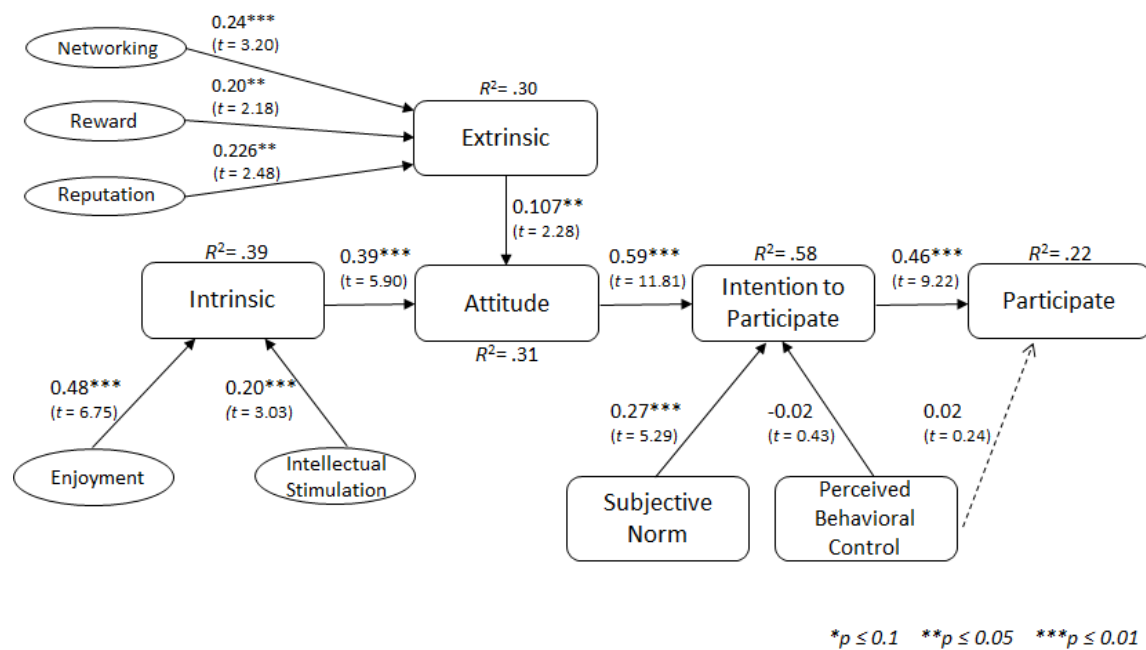 0.24***
(t = 3.20)
Networking
0.20**
(t = 2.18)
Reward
0.226**
(t = 2.48)
Reputation
R²= .30
Extrinsic
0.107**
(t = 2.28)
R²= .39
Intrinsic
0.39***
(t = 5.90)
Attitude
R²= .31
0.59***
(t = 11.81)
R²= .58
Intention to
Participate
0.46***
(t = 9.22)
R²= .22
Participate
0.48***
(t = 6.75)
Enjoyment
0.20***
(t = 3.03)
Intellectual
Stimulation
0.27***
(t = 5.29)
Subjective
Norm
-0.02
(t = 0.43)
Perceived
Behavioral
Control
0.02
(t = 0.24)
*p ≤ 0.1 **p ≤ 0.05 ***p ≤ 0.01